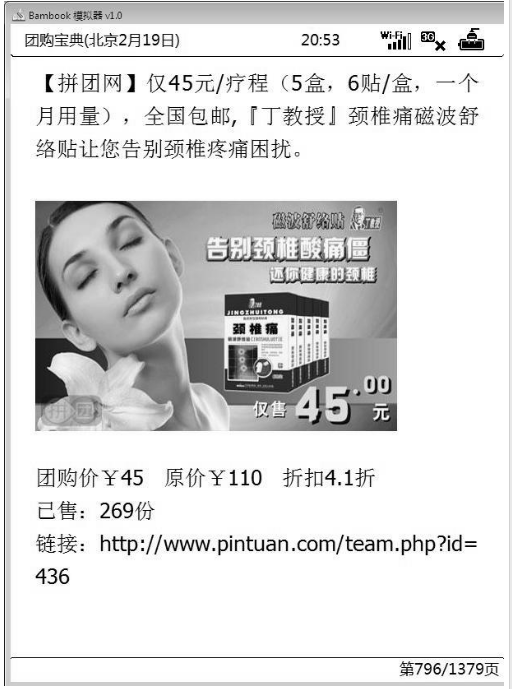 Bambook 模拟器 v1.0
团购宝典(北京2月19日) 20:53 Wi-Fi 3G
【拼团网】仅45元/疗程（5盒，6贴/盒，一个
月用量），全国包邮,『丁教授』颈椎痛磁波舒
络贴让您告别颈椎疼痛困扰。
磁波舒络贴
告别颈椎酸痛僵
还你健康的颈椎
JINGZHUITONG
颈椎痛
拼团
仅售 45.00 元
团购价￥45 原价￥110 折扣4.1折
已售：269份
链接：http://www.pintuan.com/team.php?id=
436
第796/1379页